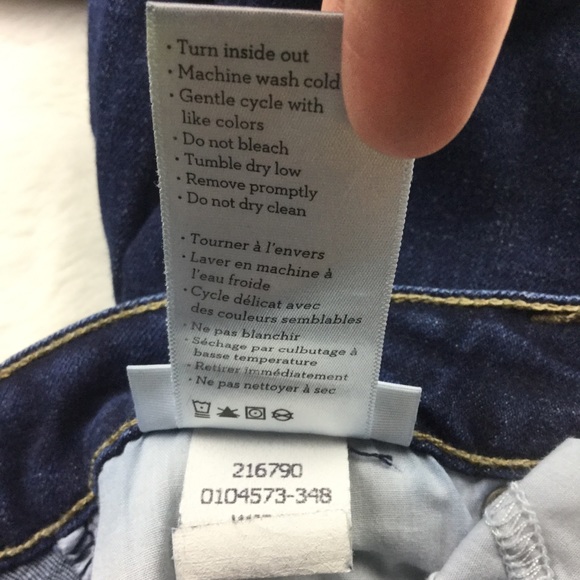 • Turn inside out
• Machine wash cold
• Gentle cycle with
like colors
• Do not bleach
• Tumble dry low
• Remove promptly
• Do not dry clean
• Tourner à l'envers
• Laver en machine à
l'eau froide
• Cycle délicat avec
des couleurs semblables
• Ne pas blanchir
• Séchage par culbutage à
basse temperature
• Retirer immédiatement
• Ne pas nettoyer à sec
216790
0104573-348